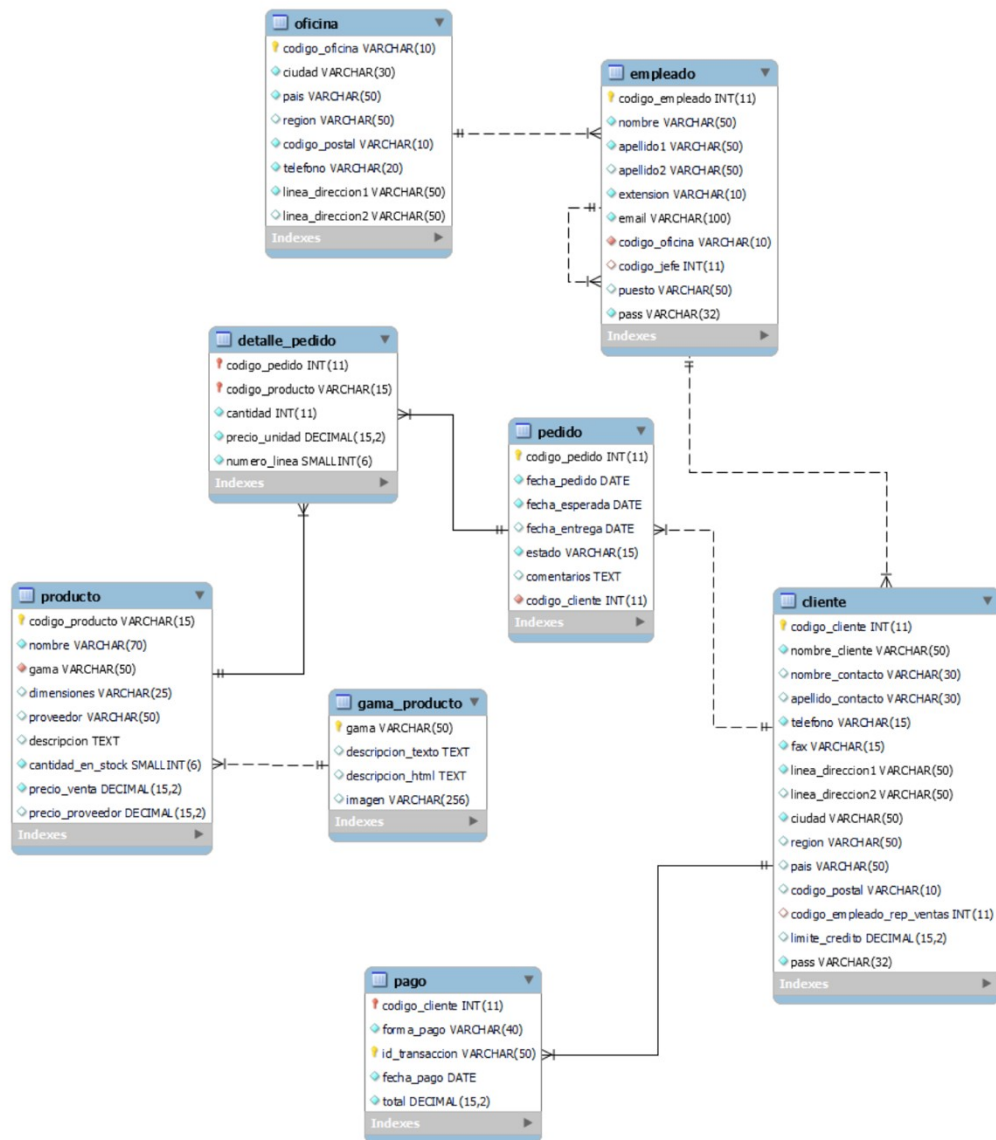 oficina
codigo_oficina VARCHAR(10)
ciudad VARCHAR(30)
pais VARCHAR(50)
region VARCHAR(50)
codigo_postal VARCHAR(10)
telefono VARCHAR(20)
linea_direccion1 VARCHAR(50)
linea_direccion2 VARCHAR(50)
Indexes
empleado
codigo_empleado INT(11)
nombre VARCHAR(50)
apellido1 VARCHAR(50)
apellido2 VARCHAR(50)
extension VARCHAR(10)
email VARCHAR(100)
codigo_oficina VARCHAR(10)
codigo_jefe INT(11)
puesto VARCHAR(50)
pass VARCHAR(32)
Indexes
detalle_pedido
codigo_pedido INT(11)
codigo_producto VARCHAR(15)
cantidad INT(11)
precio_unidad DECIMAL(15,2)
numero_linea SMALLINT(6)
Indexes
pedido
codigo_pedido INT(11)
fecha_pedido DATE
fecha_esperada DATE
fecha_entrega DATE
estado VARCHAR(15)
comentarios TEXT
codigo_cliente INT(11)
Indexes
producto
codigo_producto VARCHAR(15)
nombre VARCHAR(70)
gama VARCHAR(50)
dimensiones VARCHAR(25)
proveedor VARCHAR(50)
descripcion TEXT
cantidad_en_stock SMALLINT(6)
precio_venta DECIMAL(15,2)
precio_proveedor DECIMAL(15,2)
Indexes
gama_producto
gama VARCHAR(50)
descripcion_texto TEXT
descripcion_html TEXT
imagen VARCHAR(256)
Indexes
cliente
codigo_cliente INT(11)
nombre_cliente VARCHAR(50)
nombre_contacto VARCHAR(30)
apellido_contacto VARCHAR(30)
telefono VARCHAR(15)
fax VARCHAR(15)
linea_direccion1 VARCHAR(50)
linea_direccion2 VARCHAR(50)
ciudad VARCHAR(50)
region VARCHAR(50)
pais VARCHAR(50)
codigo_postal VARCHAR(10)
codigo_empleado_rep_ventas INT(11)
limite_credito DECIMAL(15,2)
pass VARCHAR(32)
Indexes
pago
codigo_cliente INT(11)
forma_pago VARCHAR(40)
id_transaccion VARCHAR(50)
fecha_pago DATE
total DECIMAL(15,2)
Indexes